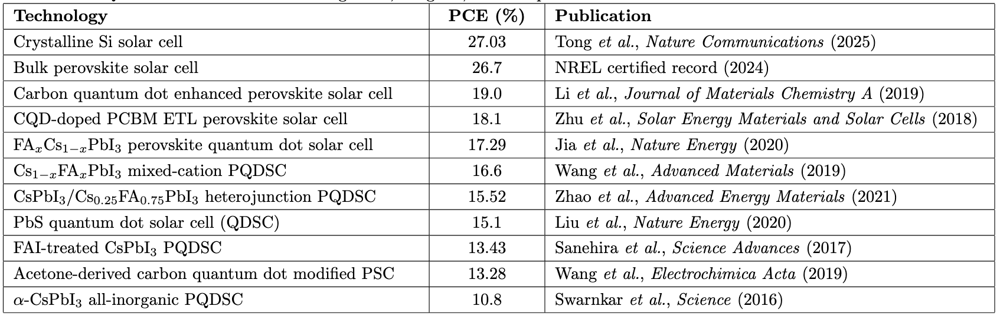 Technology PCE (%) Publication
Crystalline Si solar cell 27.03 Tong et al., Nature Communications (2025)
Bulk perovskite solar cell 26.7 NREL certified record (2024)
Carbon quantum dot enhanced perovskite solar cell 19.0 Li et al., Journal of Materials Chemistry A (2019)
CQD-doped PCBM ETL perovskite solar cell 18.1 Zhu et al., Solar Energy Materials and Solar Cells (2018)
FAₓCs₁₋ₓPbI₃ perovskite quantum dot solar cell 17.29 Jia et al., Nature Energy (2020)
Cs₁₋ₓFAₓPbI₃ mixed-cation PQDSC 16.6 Wang et al., Advanced Materials (2019)
CsPbI₃/Cs₀.₂₅FA₀.₇₅PbI₃ heterojunction PQDSC 15.52 Zhao et al., Advanced Energy Materials (2021)
PbS quantum dot solar cell (QDSC) 15.1 Liu et al., Nature Energy (2020)
FAI-treated CsPbI₃ PQDSC 13.43 Sanehira et al., Science Advances (2017)
Acetone-derived carbon quantum dot modified PSC 13.28 Wang et al., Electrochimica Acta (2019)
α-CsPbI₃ all-inorganic PQDSC 10.8 Swarnkar et al., Science (2016)